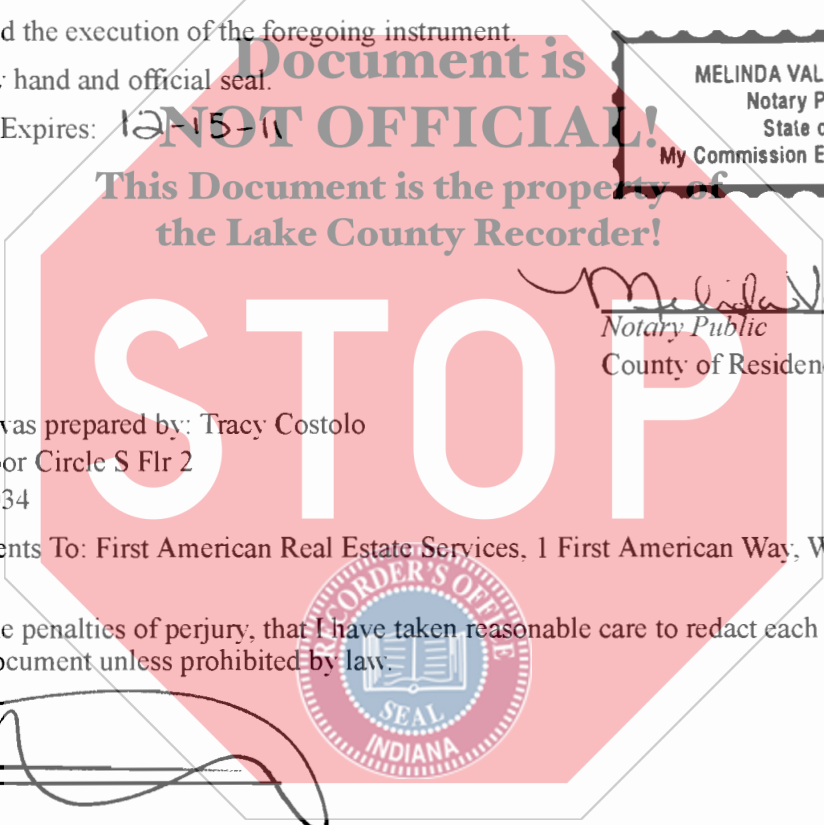 d the execution of the foregoing instrument.
hand and official seal.
Expires: 12-15-11
Document is
NOT OFFICIAL!
This Document is the property of
the Lake County Recorder!
STOP
MELINDA VAL
Notary P
State o
My Commission E
Notary Public
County of Residen
was prepared by: Tracy Costolo
or Circle S Flr 2
34
ents To: First American Real Estate Services, 1 First American Way, W
e penalties of perjury, that I have taken reasonable care to redact each
ocument unless prohibited by law.
RECORDER'S OFFICE
SEAL
INDIANA